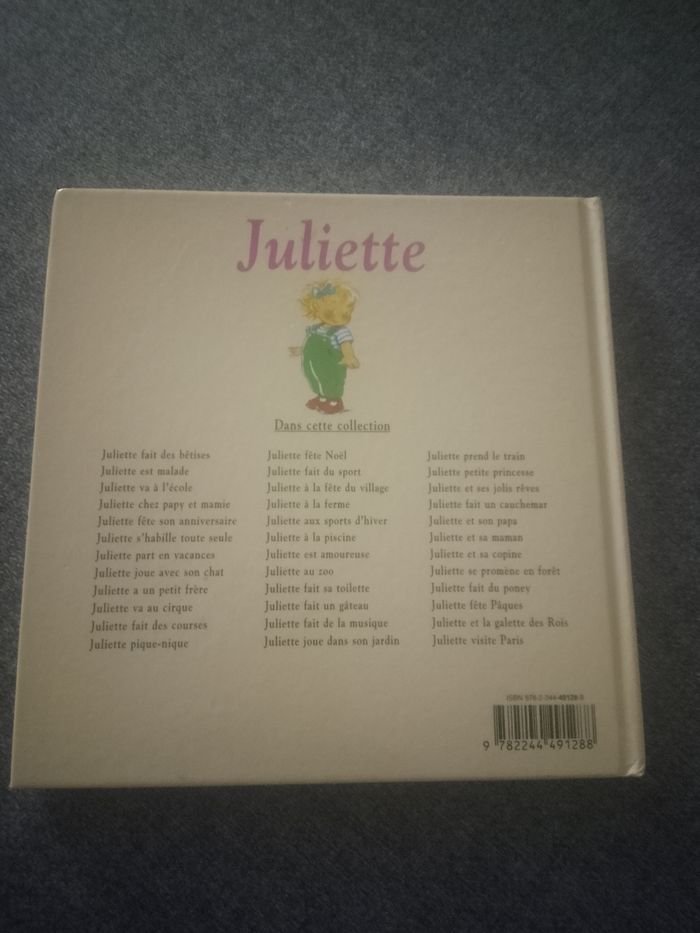 Juliette
Dans cette collection
Juliette fait des bêtises
Juliette est malade
Juliette va à l'école
Juliette chez papy et mamie
Juliette fête son anniversaire
Juliette s'habille toute seule
Juliette part en vacances
Juliette joue avec son chat
Juliette a un petit frère
Juliette va au cirque
Juliette fait des courses
Juliette pique-nique
Juliette fête Noël
Juliette fait du sport
Juliette à la fête du village
Juliette à la ferme
Juliette aux sports d'hiver
Juliette à la piscine
Juliette est amoureuse
Juliette au zoo
Juliette fait sa toilette
Juliette fait un gâteau
Juliette fait de la musique
Juliette joue dans son jardin
Juliette prend le train
Juliette petite princesse
Juliette et ses jolis rêves
Juliette fait un cauchemar
Juliette et son papa
Juliette et sa maman
Juliette et sa copine
Juliette se promène en forêt
Juliette fait du poney
Juliette fête Pâques
Juliette et la galette des Rois
Juliette visite Paris
ISBN 978-2-244-49128-8
9 782244 491288